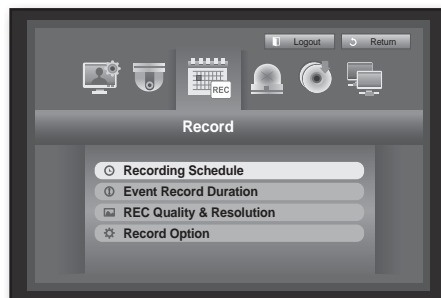 Logout
Return
REC
Record
Recording Schedule
Event Record Duration
REC Quality & Resolution
Record Option